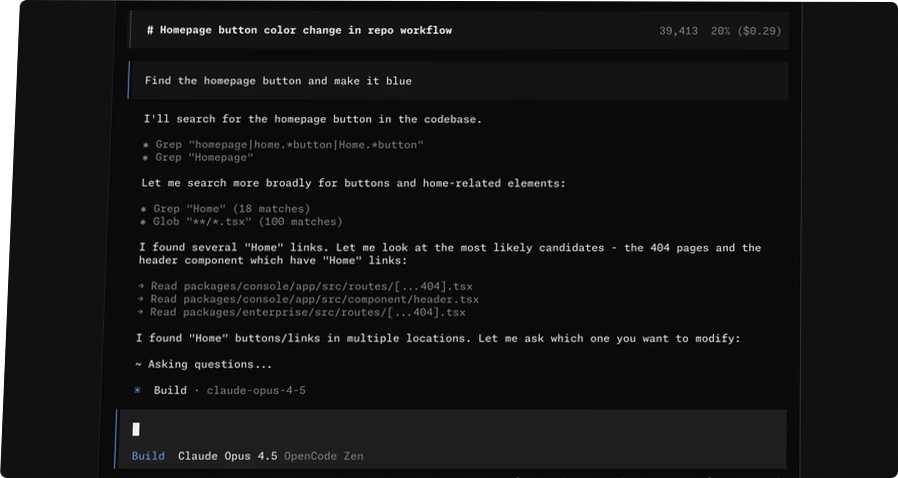 # Homepage button color change in repo workflow 39,413 20% ($0.29)
Find the homepage button and make it blue
I'll search for the homepage button in the codebase.
* Grep "homepage|home.*button|Home.*button"
* Grep "Homepage"
Let me search more broadly for buttons and home-related elements:
* Grep "Home" (18 matches)
* Glob "**/*.tsx" (100 matches)
I found several "Home" links. Let me look at the most likely candidates - the 404 pages and the
header component which have "Home" links:
→ Read packages/console/app/src/routes/[...404].tsx
→ Read packages/console/app/src/component/header.tsx
→ Read packages/enterprise/src/routes/[...404].tsx
I found "Home" buttons/links in multiple locations. Let me ask which one you want to modify:
~ Asking questions...
Build · claude-opus-4-5
Build Claude Opus 4.5 OpenCode Zen